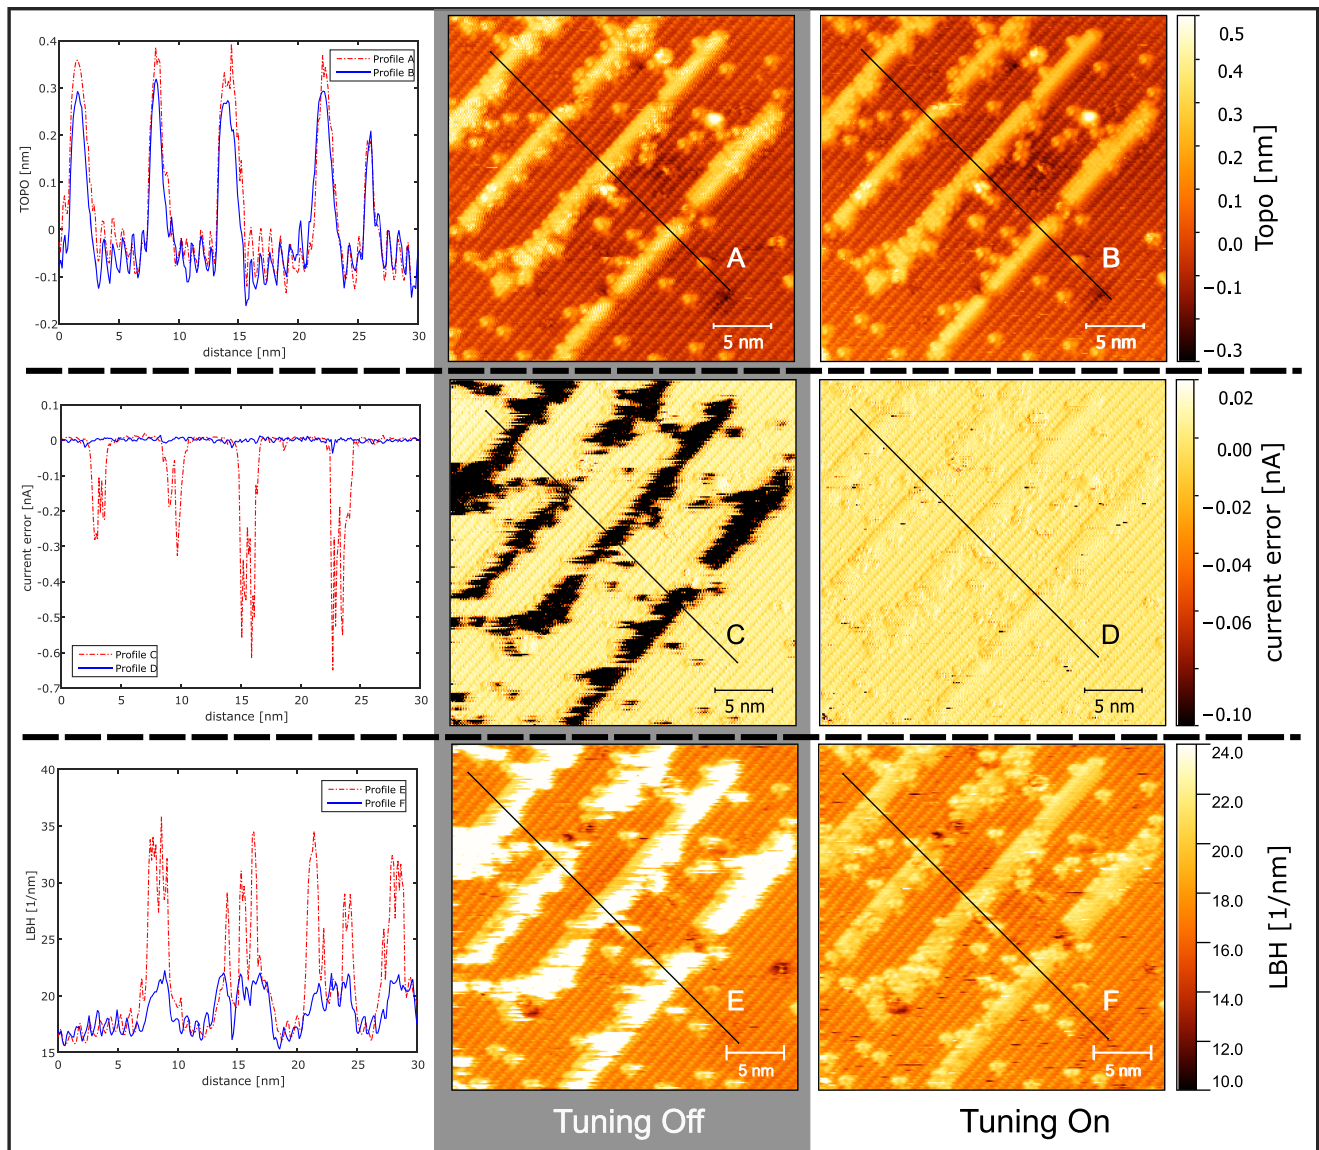 0.4
0.3
0.2
0.1
0
-0.1
-0.2
TOPO [nm]
0
5
10
15
20
25
30
distance [nm]
Profile A
Profile B
A
5 nm
B
5 nm
0.5
0.4
0.3
0.2
0.0
−0.1
−0.1
−0.3
Topo [nm]
0.1
0
-0.1
-0.2
-0.3
-0.4
-0.5
-0.6
-0.7
current error [nA]
Profile C
Profile D
0
5
10
15
20
25
30
distance [nm]
C
5 nm
D
5 nm
0.02
0.00
−0.02
−0.04
−0.06
−0.10
current error [nA]
40
35
30
25
20
15
LBH [1/nm]
Profile E
Profile F
0
5
10
15
20
25
30
distance [nm]
E
5 nm
F
5 nm
24.0
22.0
20.0
18.0
16.0
14.0
12.0
10.0
LBH [1/nm]
Tuning Off
Tuning On